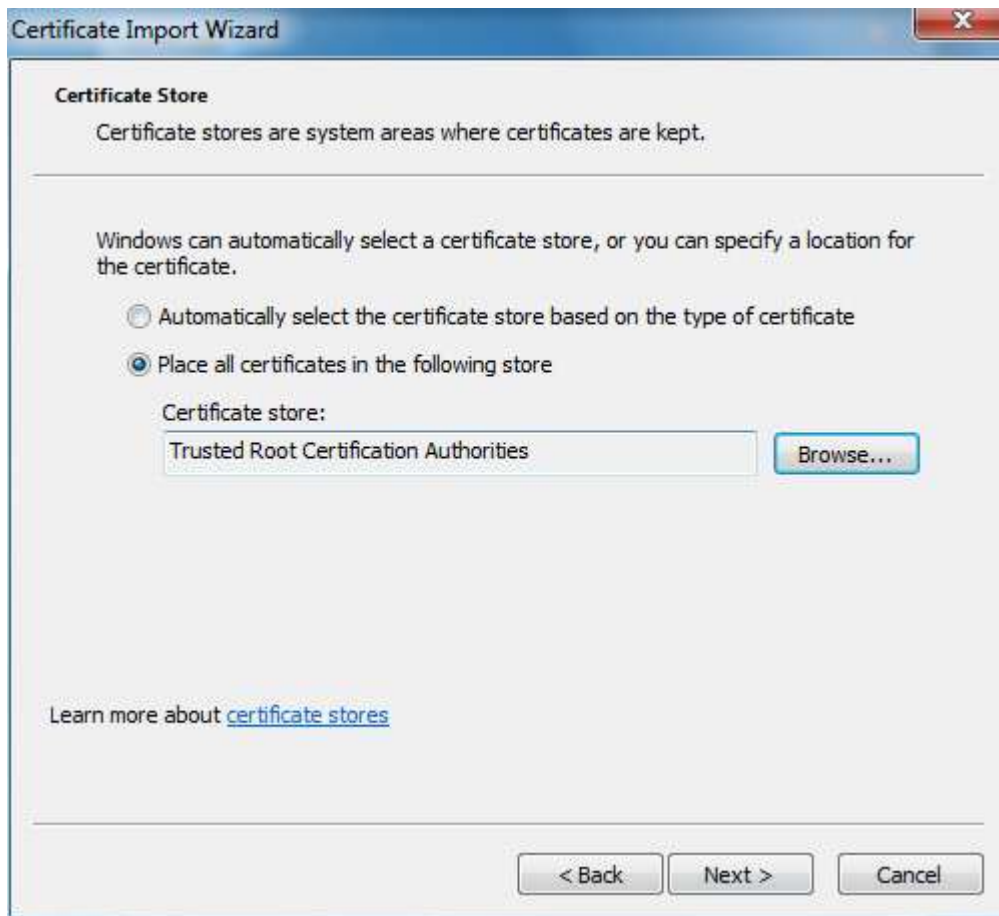 Certificate Import Wizard
Certificate Store
Certificate stores are system areas where certificates are kept.
Windows can automatically select a certificate store, or you can specify a location for
the certificate.
Automatically select the certificate store based on the type of certificate
Place all certificates in the following store
Certificate store:
Trusted Root Certification Authorities
Browse...
Learn more about certificate stores
< Back
Next >
Cancel